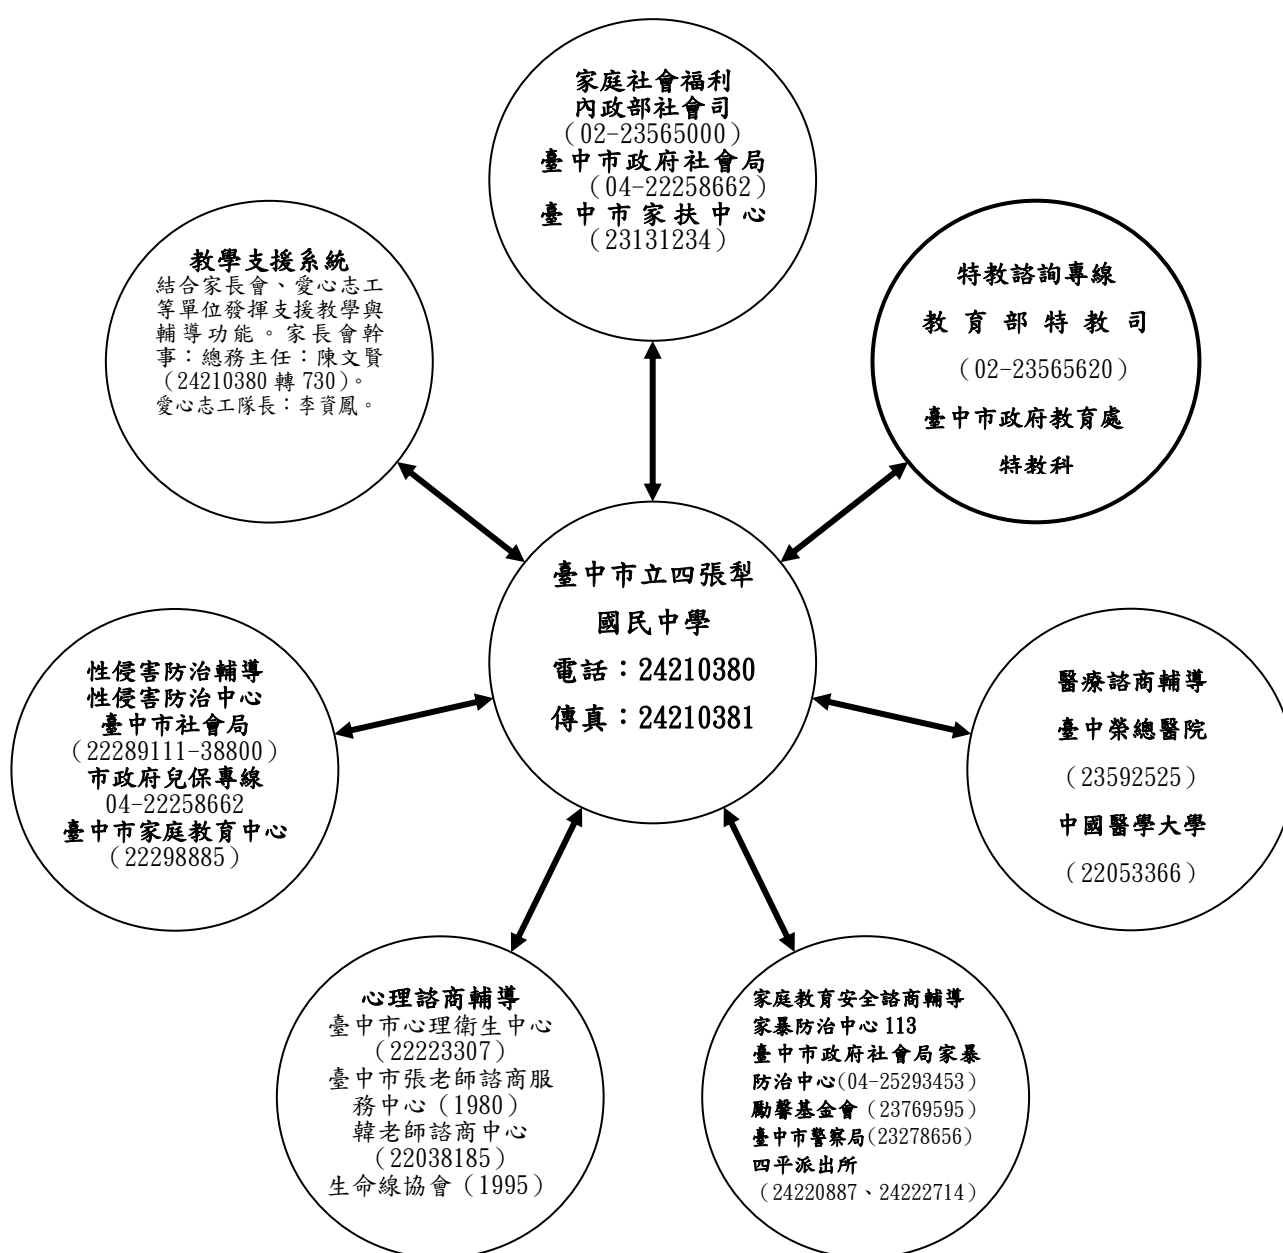 家庭社會福利
內政部社會司
（02-23565000）
臺中市政府社會局
（04-22258662）
臺中市家扶中心
（23131234）
教學支援系統
結合家長會、愛心志工
等單位發揮支援教學與
輔導功能。家長會幹
事：總務主任：陳文賢
（24210380 轉 730）。
愛心志工隊長：李資鳳。
特教諮詢專線
教育部特教司
（02-23565620）
臺中市政府教育處
特教科
臺中市立四張犁
國民中學
電話：24210380
傳真：24210381
性侵害防治輔導
性侵害防治中心
臺中市社會局
（22289111-38800）
市政府兒保專線
04-22258662
臺中市家庭教育中心
（22298885）
醫療諮商輔導
臺中榮總醫院
（23592525）
中國醫學大學
（22053366）
心理諮商輔導
臺中市心理衛生中心
（22223307）
臺中市張老師諮商服
務中心（1980）
韓老師諮商中心
（22038185）
生命線協會（1995）
家庭教育安全諮商輔導
家暴防治中心 113
臺中市政府社會局家暴
防治中心(04-25293453)
勵馨基金會（23769595）
臺中市警察局(23278656)
四平派出所
（24220887、24222714）